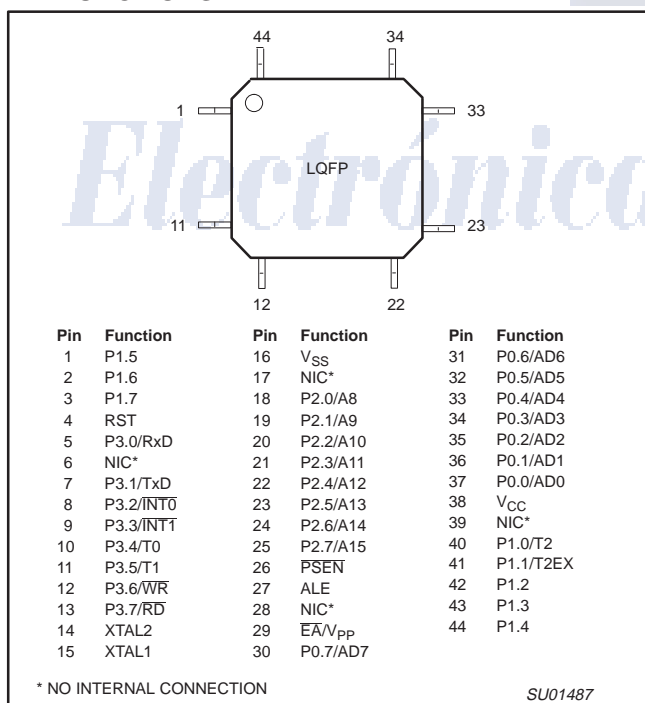 44 34
1 33
LQFP
Electrónica
11 23
12 22
Pin Function Pin Function Pin Function
1 P1.5 16 VSS 31 P0.6/AD6
2 P1.6 17 NIC* 32 P0.5/AD5
3 P1.7 18 P2.0/A8 33 P0.4/AD4
4 RST 19 P2.1/A9 34 P0.3/AD3
5 P3.0/RxD 20 P2.2/A10 35 P0.2/AD2
6 NIC* 21 P2.3/A11 36 P0.1/AD1
7 P3.1/TxD 22 P2.4/A12 37 P0.0/AD0
8 P3.2/INT0 23 P2.5/A13 38 VCC
9 P3.3/INT1 24 P2.6/A14 39 NIC*
10 P3.4/T0 25 P2.7/A15 40 P1.0/T2
11 P3.5/T1 26 PSEN 41 P1.1/T2EX
12 P3.6/WR 27 ALE 42 P1.2
13 P3.7/RD 28 NIC* 43 P1.3
14 XTAL2 29 EA/VPP 44 P1.4
15 XTAL1 30 P0.7/AD7
* NO INTERNAL CONNECTION
SU01487